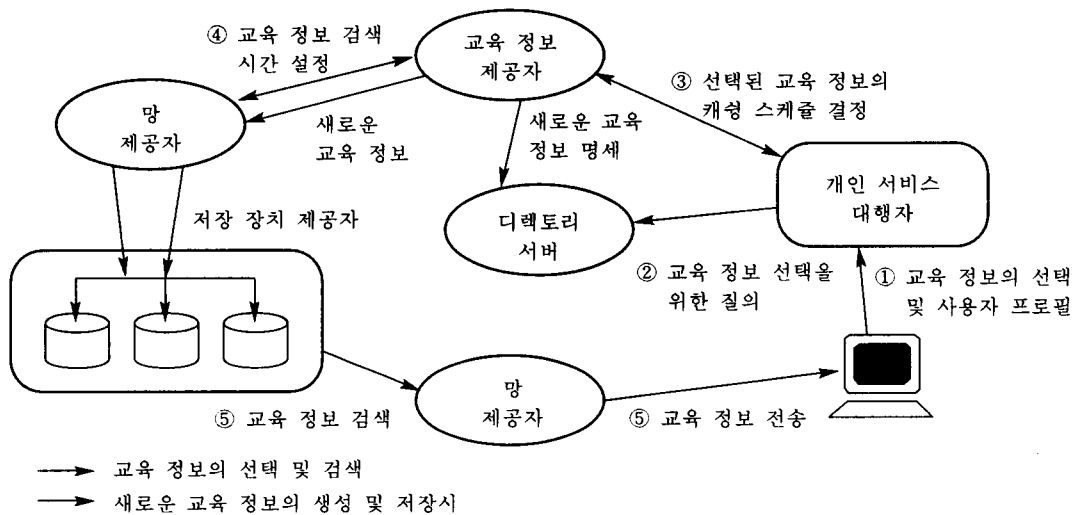 ④ 교육 정보 검색
시간 설정
교육 정보
제공자
③ 선택된 교육 정보의
캐령 스케쥴 결정
망
제공자
새로운
교육 정보
새로운 교육
정보 명세
개인 서비스
대행자
저장 장치 제공자
디렉토리
서버
② 교육 정보 선택을
위한 질의
① 교육 정보의 선택
및 사용자 프로필
망
제공자
⑤ 교육 정보 검색
⑤ 교육 정보 전송
교육 정보의 선택 및 검색
새로운 교육 정보의 생성 및 저장시